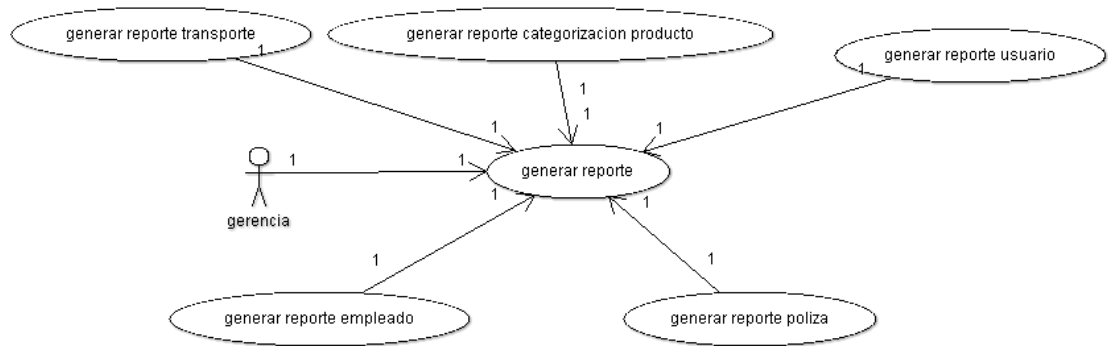 generar reporte transporte
1
generar reporte categorizacion producto
generar reporte usuario
1
1
1
1
1
1
1
generar reporte
1
1
1
gerencia
1
1
generar reporte empleado
generar reporte poliza